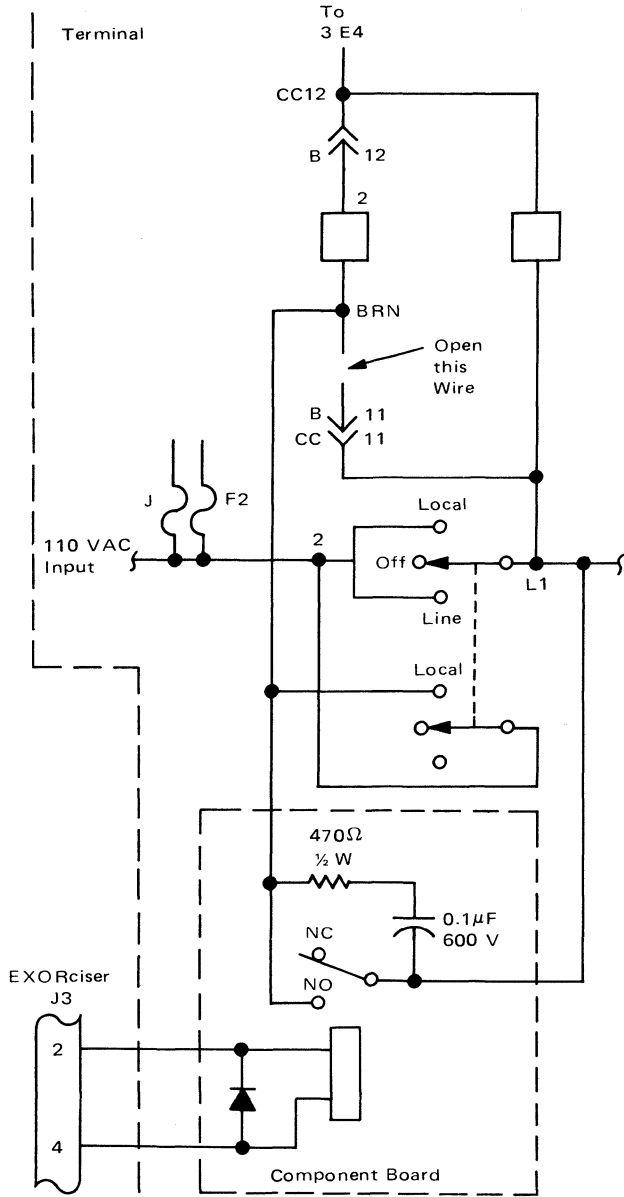 To
3 E4
Terminal
CC12
B 12
2
BRN
Open
this
Wire
B 11
CC 11
J F2
Local
2
110 VAC
Input
Off
L1
Line
Local
470Ω
½ W
0.1µF
600 V
NC
NO
EXORciser
J3
2
4
Component Board